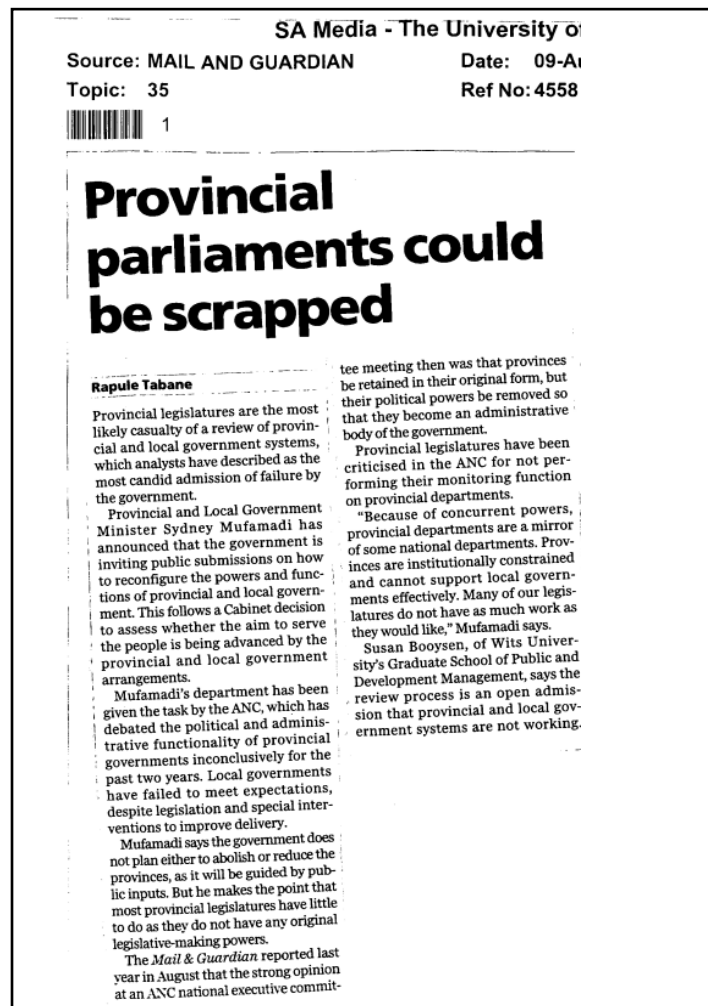 SA Media - The University of
Source: MAIL AND GUARDIAN
Date: 09-Au
Topic: 35
Ref No: 4558
1
Provincial
parliaments could
be scrapped
Rapule Tabane
Provincial legislatures are the most
likely casualty of a review of provin-
cial and local government systems,
which analysts have described as the
most candid admission of failure by
the government.
Provincial and Local Government
Minister Sydney Mufamadi has
announced that the government is
inviting public submissions on how
to reconfigure the powers and func-
tions of provincial and local govern-
ment. This follows a Cabinet decision
to assess whether the aim to serve
the people is being advanced by the
provincial and local government
arrangements.
Mufamadi's department has been
given the task by the ANC, which has
debated the political and adminis-
trative functionality of provincial
governments inconclusively for the
past two years. Local governments
have failed to meet expectations,
despite legislation and special inter-
ventions to improve delivery.
Mufamadi says the government does
not plan either to abolish or reduce the
provinces, as it will be guided by pub-
lic inputs. But he makes the point that
most provincial legislatures have little
to do as they do not have any original
legislative-making powers.
The Mail & Guardian reported last
year in August that the strong opinion
at an ANC national executive commit-
tee meeting then was that provinces
be retained in their original form, but
their political powers be removed so
that they become an administrative
body of the government.
Provincial legislatures have been
criticised in the ANC for not per-
forming their monitoring function
on provincial departments.
"Because of concurrent powers,
provincial departments are a mirror
of some national departments. Prov-
inces are institutionally constrained
and cannot support local govern-
ments effectively. Many of our legis-
latures do not have as much work as
they would like," Mufamadi says.
Susan Booysen, of Wits Univer-
sity's Graduate School of Public and
Development Management, says the
review process is an open admis-
sion that provincial and local gov-
ernment systems are not working.